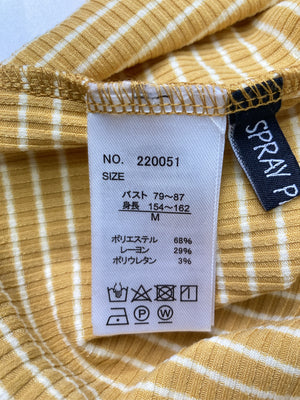 NO. 220051
SIZE
バスト 79~87
身長 154~162
M
ポリエステル 68%
レーヨン 29%
ポリウレタン 3%
SPRAY P